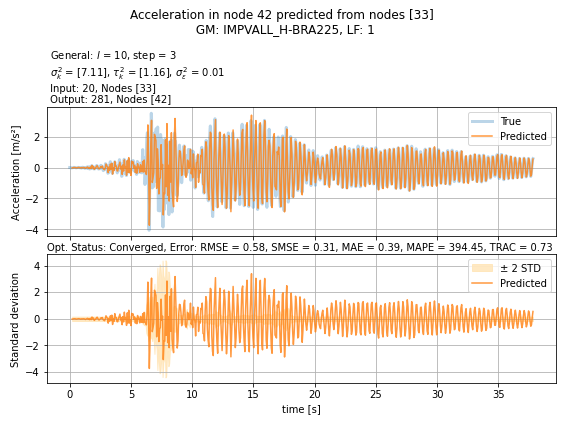 Acceleration in node 42 predicted from nodes [33]
GM: IMPVALL_H-BRA225, LF: 1
General: l = 10, step = 3
σ²ₖ = [7.11], τ²ₖ = [1.16], σ²ε = 0.01
Input: 20, Nodes [33]
Output: 281, Nodes [42]
Acceleration [m/s²]
2
0
−2
−4
True
Predicted
Opt. Status: Converged, Error: RMSE = 0.58, SMSE = 0.31, MAE = 0.39, MAPE = 394.45, TRAC = 0.73
Standard deviation
4
2
0
−2
−4
± 2 STD
Predicted
0 5 10 15 20 25 30 35
time [s]